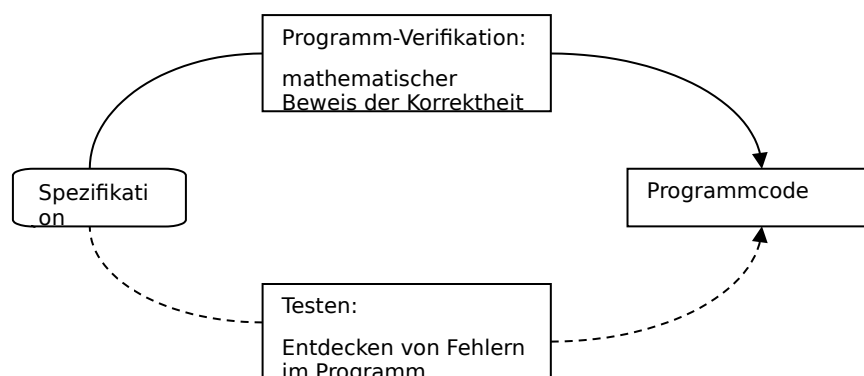 Programm-Verifikation:
mathematischer
Beweis der Korrektheit
Spezifikati
on
Programmcode
Testen:
Entdecken von Fehlern
im Programm